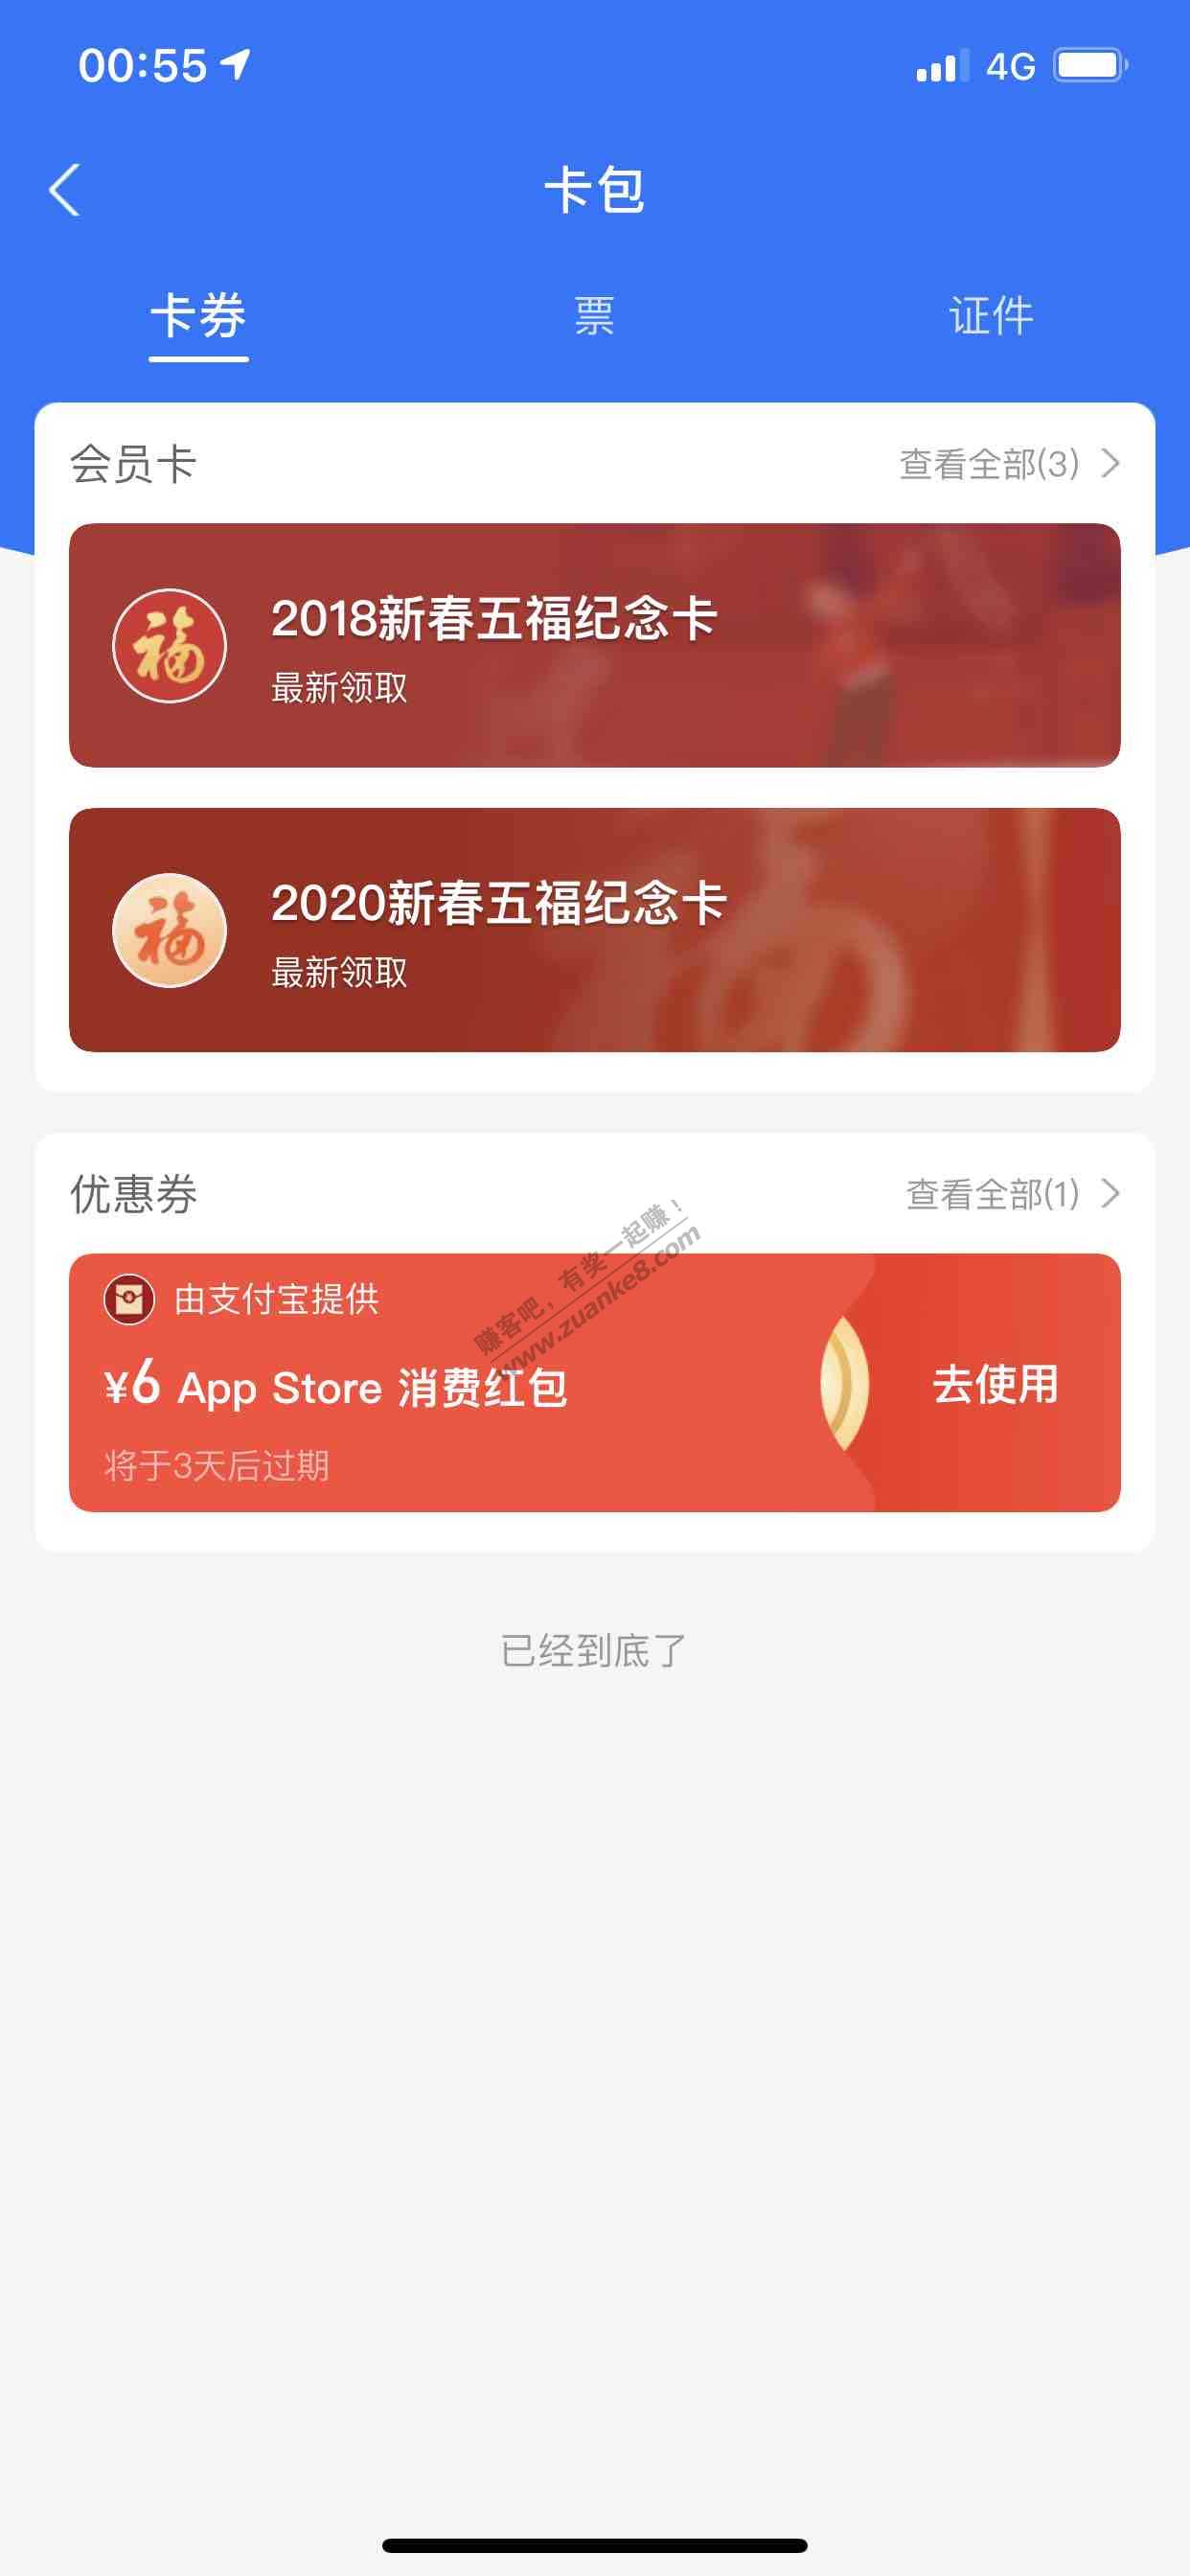 00:55
4G
卡包
卡券
票
证件
会员卡
查看全部(3)
福
2018新春五福纪念卡
最新领取
福
2020新春五福纪念卡
最新领取
优惠券
查看全部(1)
赚客吧，有奖一起赚！
www.zuanke8.com
由支付宝提供
¥6 App Store 消费红包
去使用
将于3天后过期
已经到底了